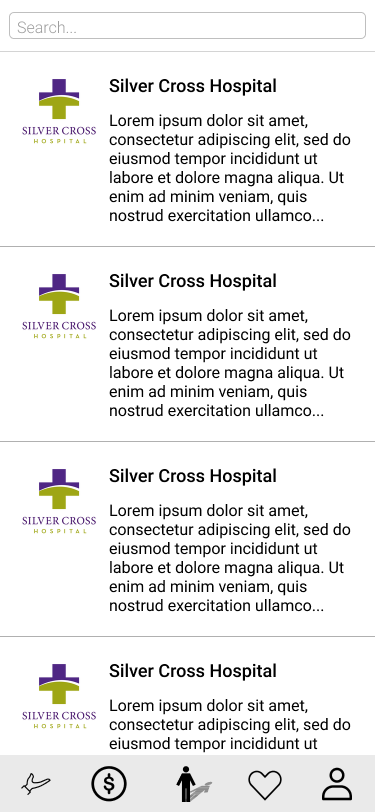 Search...
Silver Cross Hospital
SILVER CROSS
HOSPITAL
Lorem ipsum dolor sit amet,
consectetur adipiscing elit, sed do
eiusmod tempor incididunt ut
labore et dolore magna aliqua. Ut
enim ad minim veniam, quis
nostrud exercitation ullamco...
Silver Cross Hospital
SILVER CROSS
HOSPITAL
Lorem ipsum dolor sit amet,
consectetur adipiscing elit, sed do
eiusmod tempor incididunt ut
labore et dolore magna aliqua. Ut
enim ad minim veniam, quis
nostrud exercitation ullamco...
Silver Cross Hospital
SILVER CROSS
HOSPITAL
Lorem ipsum dolor sit amet,
consectetur adipiscing elit, sed do
eiusmod tempor incididunt ut
labore et dolore magna aliqua. Ut
enim ad minim veniam, quis
nostrud exercitation ullamco...
Silver Cross Hospital
SILVER CROSS
HOSPITAL
Lorem ipsum dolor sit amet,
consectetur adipiscing elit, sed do
eiusmod tempor incididunt ut
$